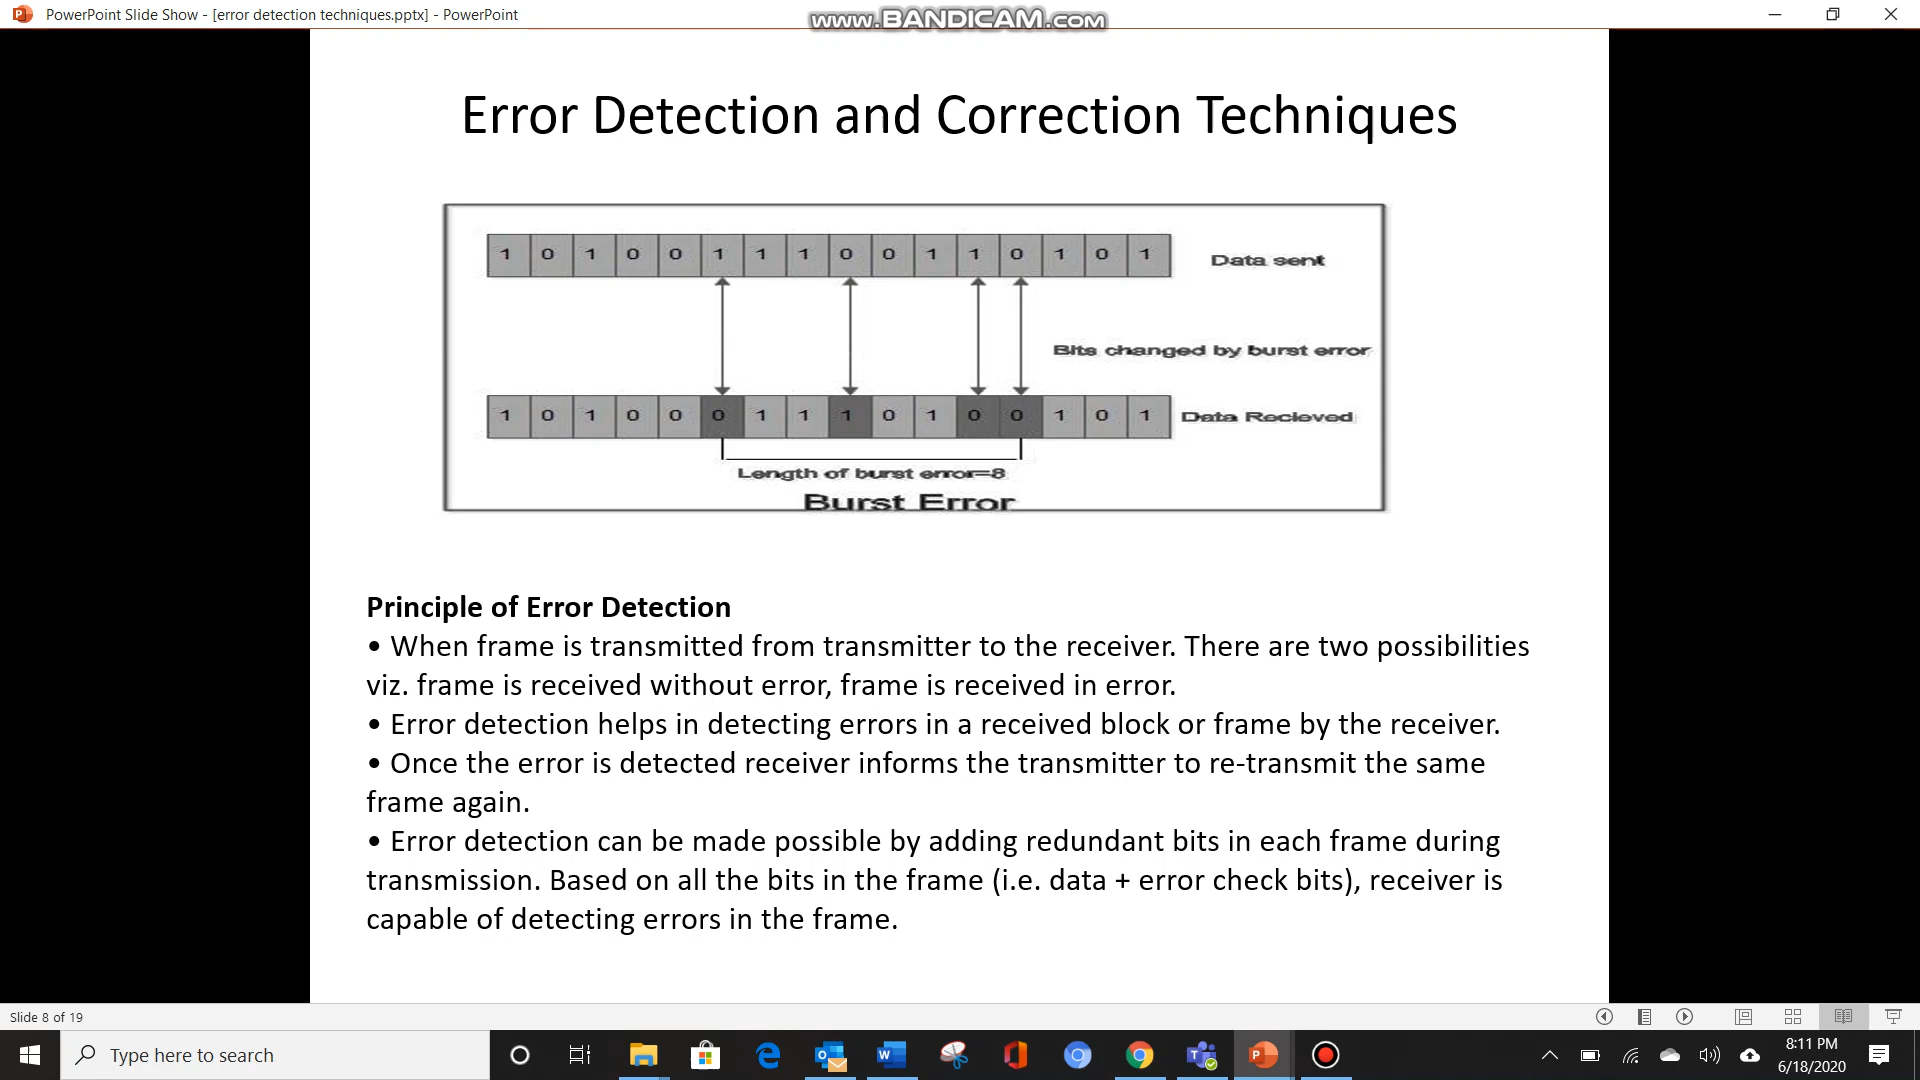 PowerPoint Slide Show - [error detection techniques.pptx] - PowerPoint
www.BANDICAM.com
Error Detection and Correction Techniques
1 0 1 0 0 1 1 1 0 0 1 1 0 1 0 1 Data sent
Bits changed by burst error
1 0 1 0 0 0 1 1 1 0 1 0 0 1 0 1 Data Recieved
Length of burst error=8
Burst Error
Principle of Error Detection
• When frame is transmitted from transmitter to the receiver. There are two possibilities
viz. frame is received without error, frame is received in error.
• Error detection helps in detecting errors in a received block or frame by the receiver.
• Once the error is detected receiver informs the transmitter to re-transmit the same
frame again.
• Error detection can be made possible by adding redundant bits in each frame during
transmission. Based on all the bits in the frame (i.e. data + error check bits), receiver is
capable of detecting errors in the frame.
Slide 8 of 19
Type here to search
8:11 PM
6/18/2020